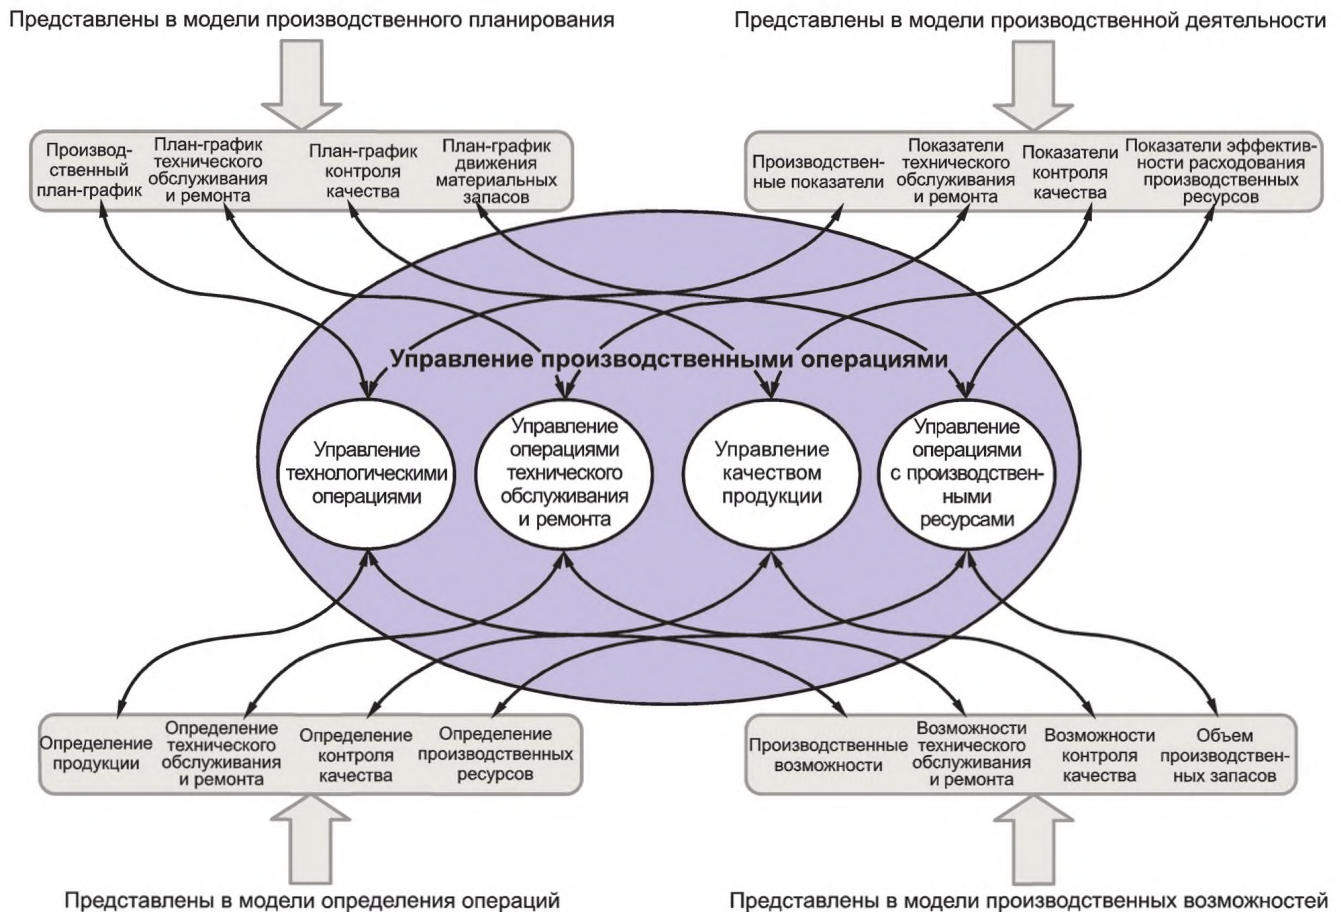 Представлены в модели производственного планирования
Представлены в модели производственной деятельности
Производ-
ственный
план-график
План-график
технического
обслуживания
и ремонта
План-график
контроля
качества
План-график
движения
материальных
запасов
Производствен-
ные показатели
Показатели
технического
обслуживания
и ремонта
Показатели
контроля
качества
Показатели эффектив-
ности расходования
производственных
ресурсов
Управление производственными операциями
Управление
технологическими
операциями
Управление
операциями
технического
обслуживания
и ремонта
Управление
качеством
продукции
Управление
операциями
с производствен-
ными
ресурсами
Определение
продукции
Определение
технического
обслуживания
и ремонта
Определение
контроля
качества
Определение
производственных
ресурсов
Производственные
возможности
Возможности
технического
обслуживания
и ремонта
Возможности
контроля
качества
Объем
производствен-
ных запасов
Представлены в модели определения операций
Представлены в модели производственных возможностей